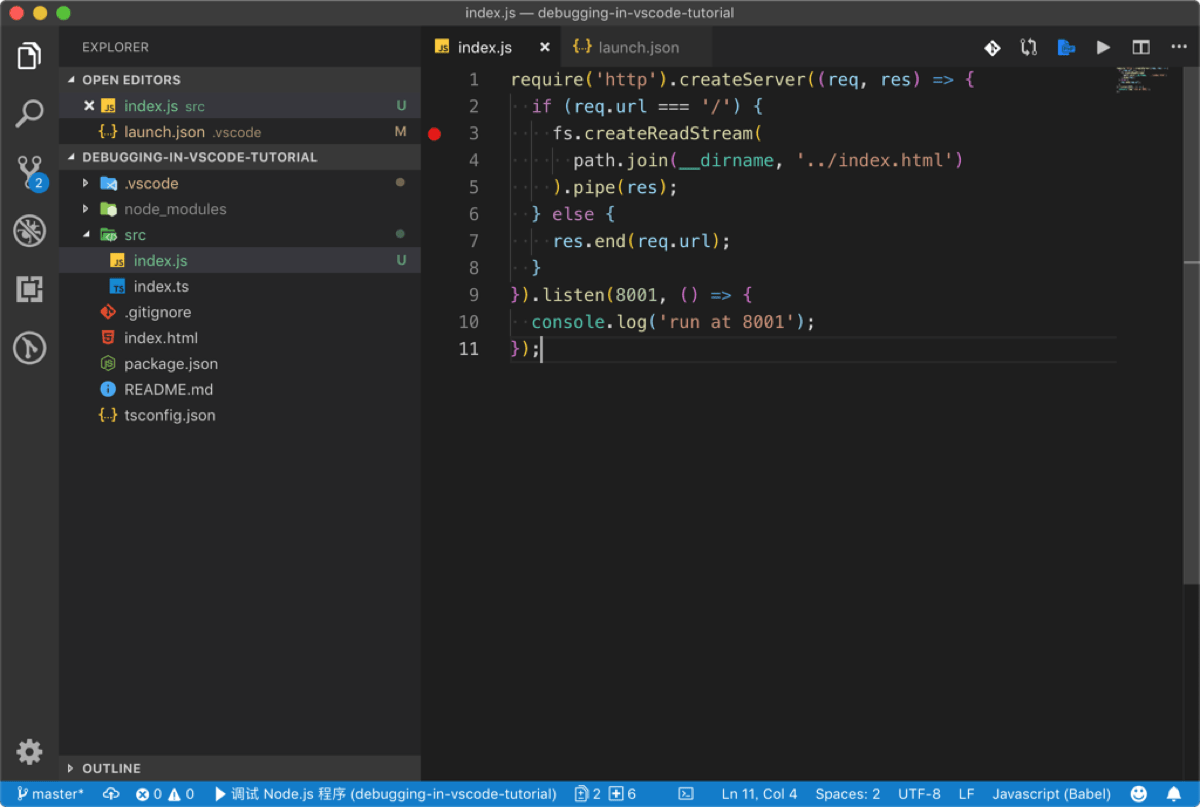 index.js — debugging-in-vscode-tutorial
EXPLORER
OPEN EDITORS
index.js src U
launch.json .vscode M
DEBUGGING-IN-VSCODE-TUTORIAL
.vscode
node_modules
src
index.js U
index.ts
.gitignore
index.html
package.json
README.md
tsconfig.json
OUTLINE
2
index.js
launch.json
1 require('http').createServer((req, res) => {
2 if (req.url === '/') {
3 fs.createReadStream(
4 path.join(__dirname, '../index.html')
5 ).pipe(res);
6 } else {
7 res.end(req.url);
8 }
9 }).listen(8001, () => {
10 console.log('run at 8001');
11 });
master* 0 0 调试 Node.js 程序 (debugging-in-vscode-tutorial) 2 6 Ln 11, Col 4 Spaces: 2 UTF-8 LF Javascript (Babel)